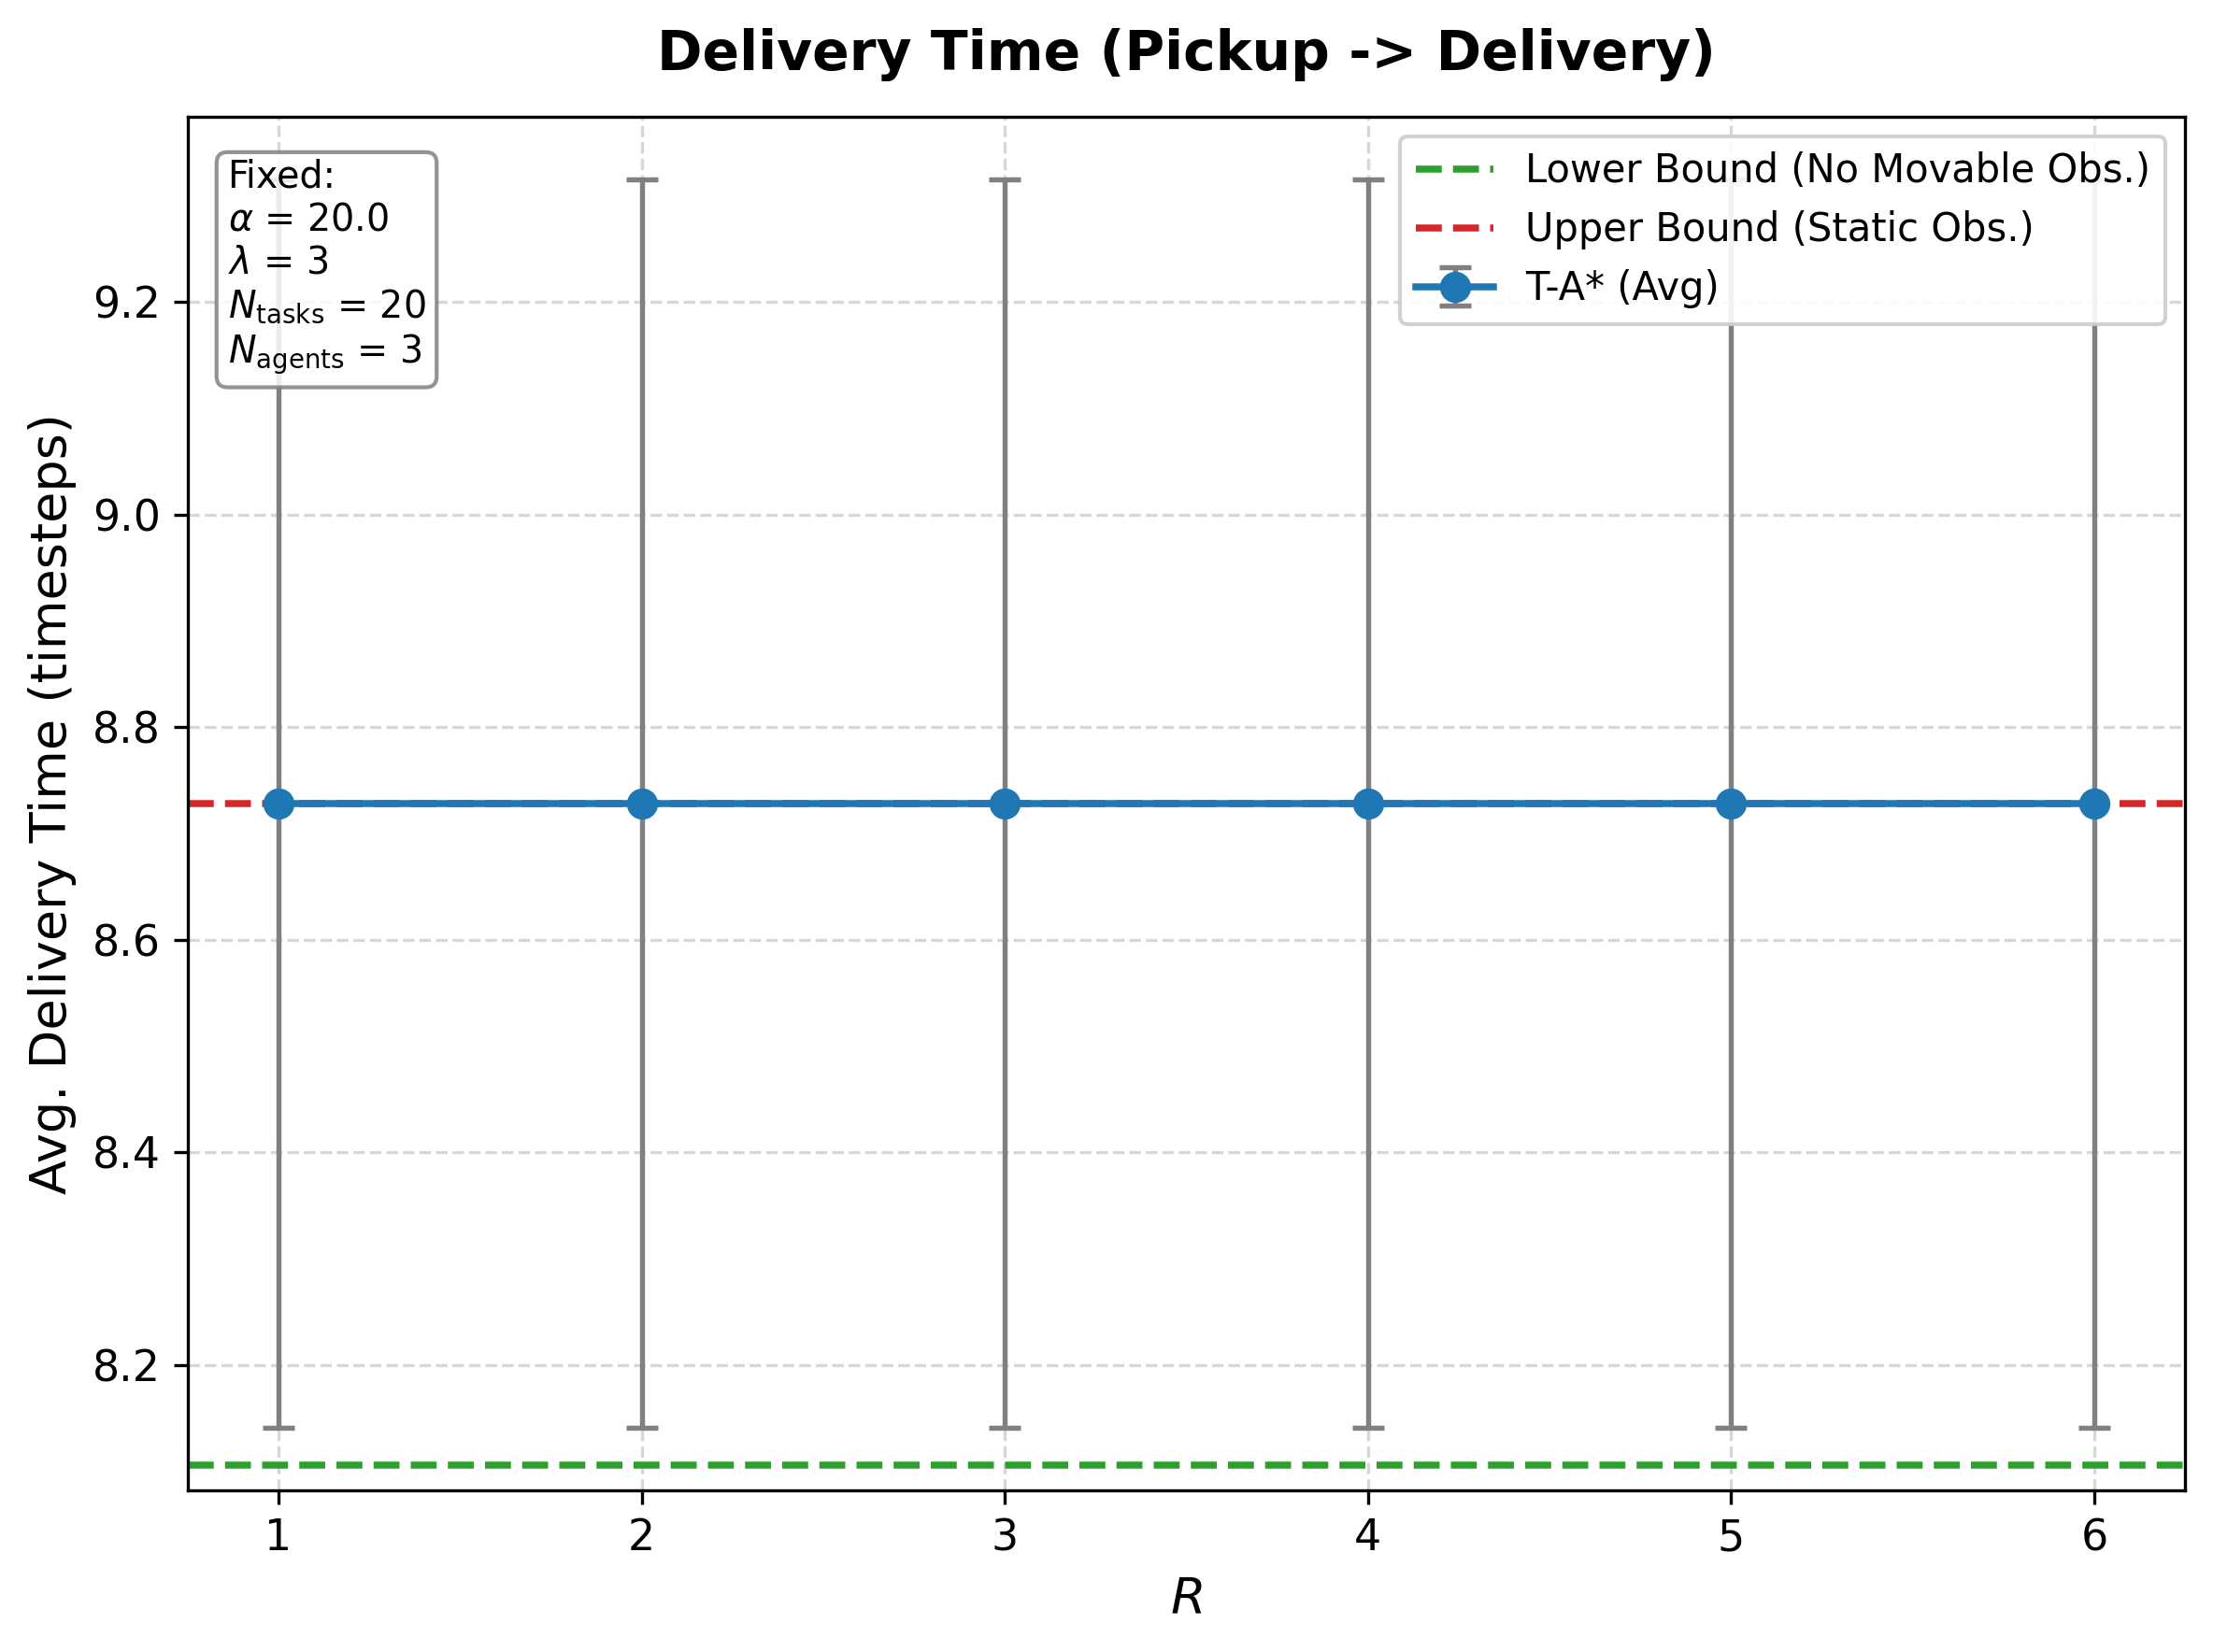 Delivery Time (Pickup -> Delivery)
Fixed:
α = 20.0
λ = 3
N_tasks = 20
N_agents = 3
Lower Bound (No Movable Obs.)
Upper Bound (Static Obs.)
T-A* (Avg)
Avg. Delivery Time (timesteps)
9.2
9.0
8.8
8.6
8.4
8.2
1 2 3 4 5 6
R